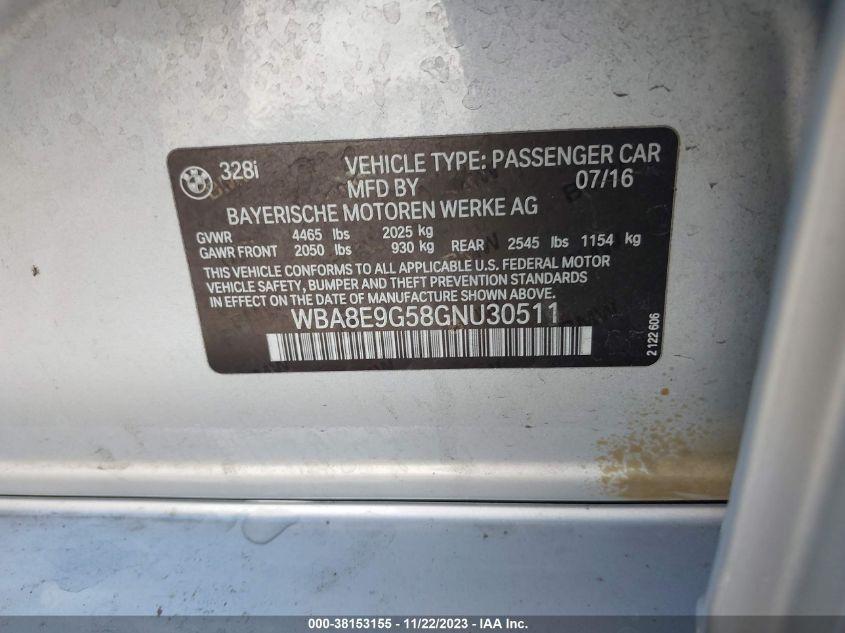 328i VEHICLE TYPE: PASSENGER CAR
MFD BY 07/16
BAYERISCHE MOTOREN WERKE AG
GVWR 4465 lbs 2025 kg
GAWR FRONT 2050 lbs 930 kg REAR 2545 lbs 1154 kg
THIS VEHICLE CONFORMS TO ALL APPLICABLE U.S. FEDERAL MOTOR
VEHICLE SAFETY, BUMPER AND THEFT PREVENTION STANDARDS
IN EFFECT ON THE DATE OF MANUFACTURE SHOWN ABOVE
WBA8E9G58GNU30511
2 122 606
000-38153155 - 11/22/2023 - IAAI.com